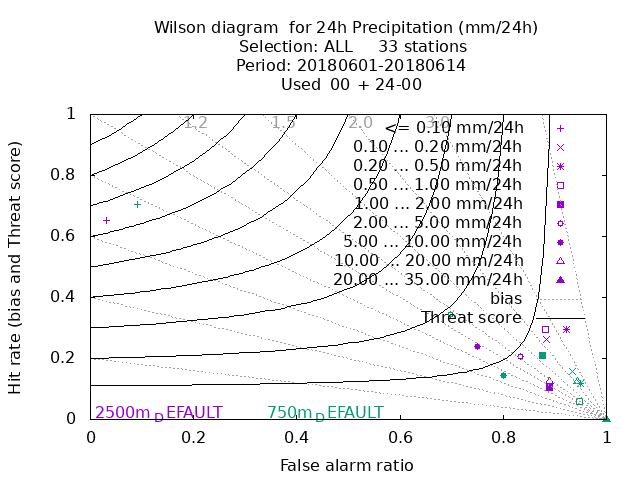 Wilson diagram  for 24h Precipitation (mm/24h)
Selection: ALL     33 stations
Period: 20180601-20180614
Used  00 + 24-00
1.2 1.5 2.0 3.0
<= 0.10 mm/24h
0.10 ... 0.20 mm/24h
0.20 ... 0.50 mm/24h
0.50 ... 1.00 mm/24h
1.00 ... 2.00 mm/24h
2.00 ... 5.00 mm/24h
5.00 ... 10.00 mm/24h
10.00 ... 20.00 mm/24h
20.00 ... 35.00 mm/24h
bias
Threat score
1
0.8
0.6
0.4
0.2
0
Hit rate (bias and Threat score)
2500mDEFAULT 750mDEFAULT
0 0.2 0.4 0.6 0.8 1
False alarm ratio